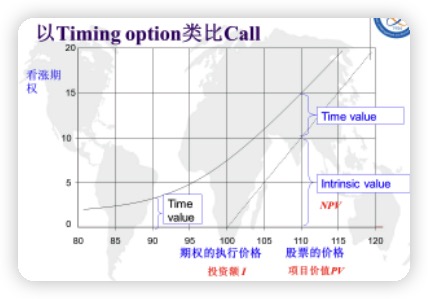 以Timing option类比Call
看涨期
权
20
15
10
5
0
Time value
Intrinsic value
NPV
Time
value
80 85 90 95 100 105 110 115 120
期权的执行价格 股票的价格
投资额 I 项目价值PV